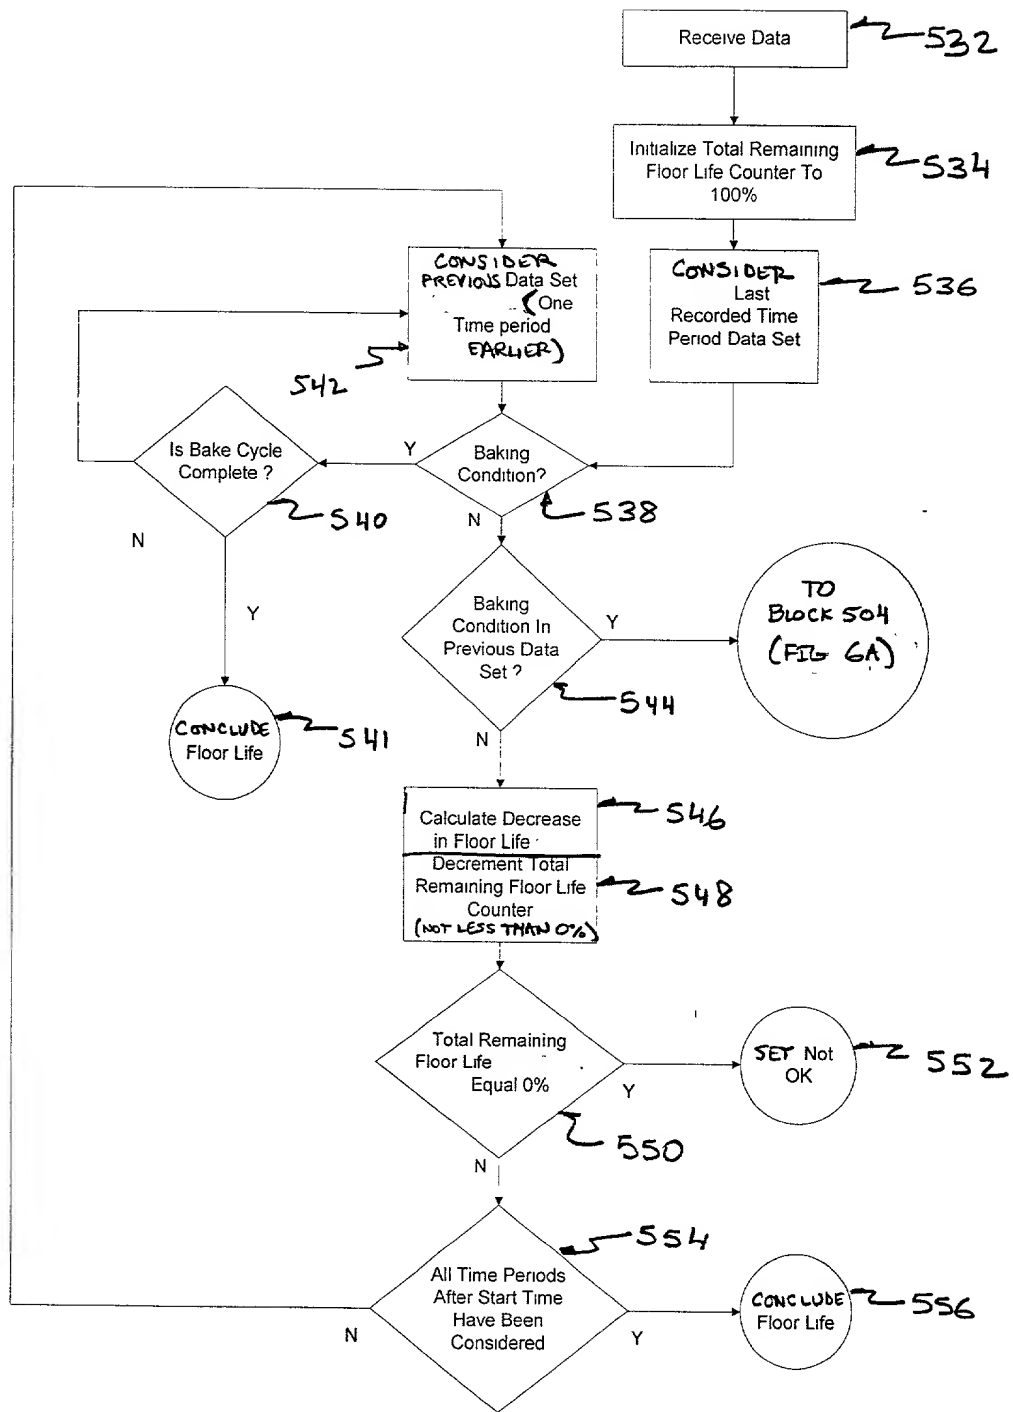 Receive Data
532
Initialize Total Remaining
Floor Life Counter To
100%
534
CONSIDER
PREVIOUS Data Set
(One
Time period
EARLIER)
542
CONSIDER
Last
Recorded Time
Period Data Set
536
Is Bake Cycle
Complete ?
540
Y
Baking
Condition?
538
N
N
Y
Baking
Condition In
Previous Data
Set ?
544
Y
TO
BLOCK 504
(FIG 6A)
CONCLUDE
Floor Life
541
N
Calculate Decrease
in Floor Life
546
Decrement Total
Remaining Floor Life
Counter
(NOT LESS THAN 0%)
548
Total Remaining
Floor Life
Equal 0%
550
Y
SET Not
OK
552
N
554
All Time Periods
After Start Time
Have Been
Considered
N
Y
CONCLUDE
Floor Life
556